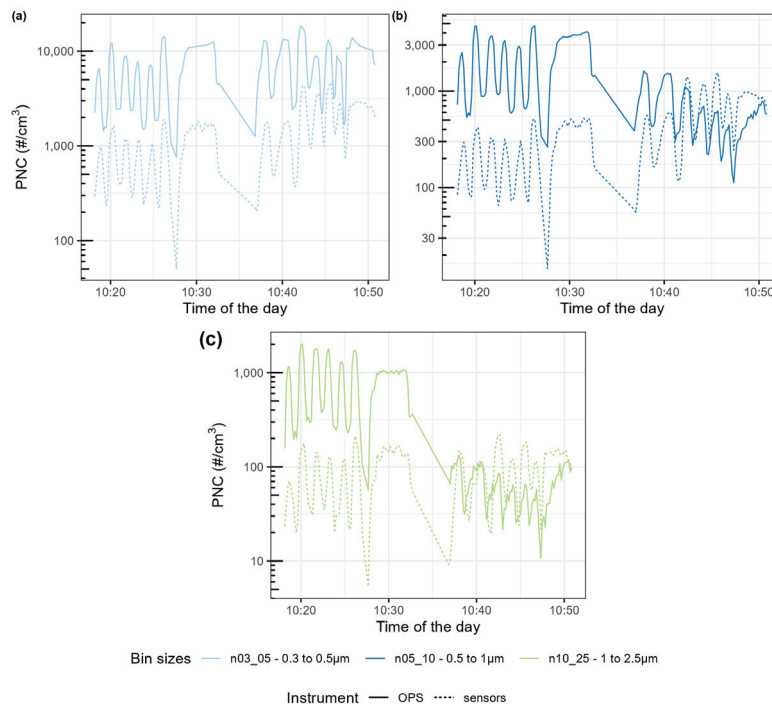 (a)
10,000
1,000
100
PNC (#/cm³)
10:20 10:30 10:40 10:50
Time of the day
(b)
3,000
1,000
300
100
30
PNC (#/cm³)
10:20 10:30 10:40 10:50
Time of the day
(c)
1,000
100
10
PNC (#/cm³)
10:20 10:30 10:40 10:50
Time of the day
Bin sizes n03_05 - 0.3 to 0.5µm n05_10 - 0.5 to 1µm n10_25 - 1 to 2.5µm
Instrument OPS sensors